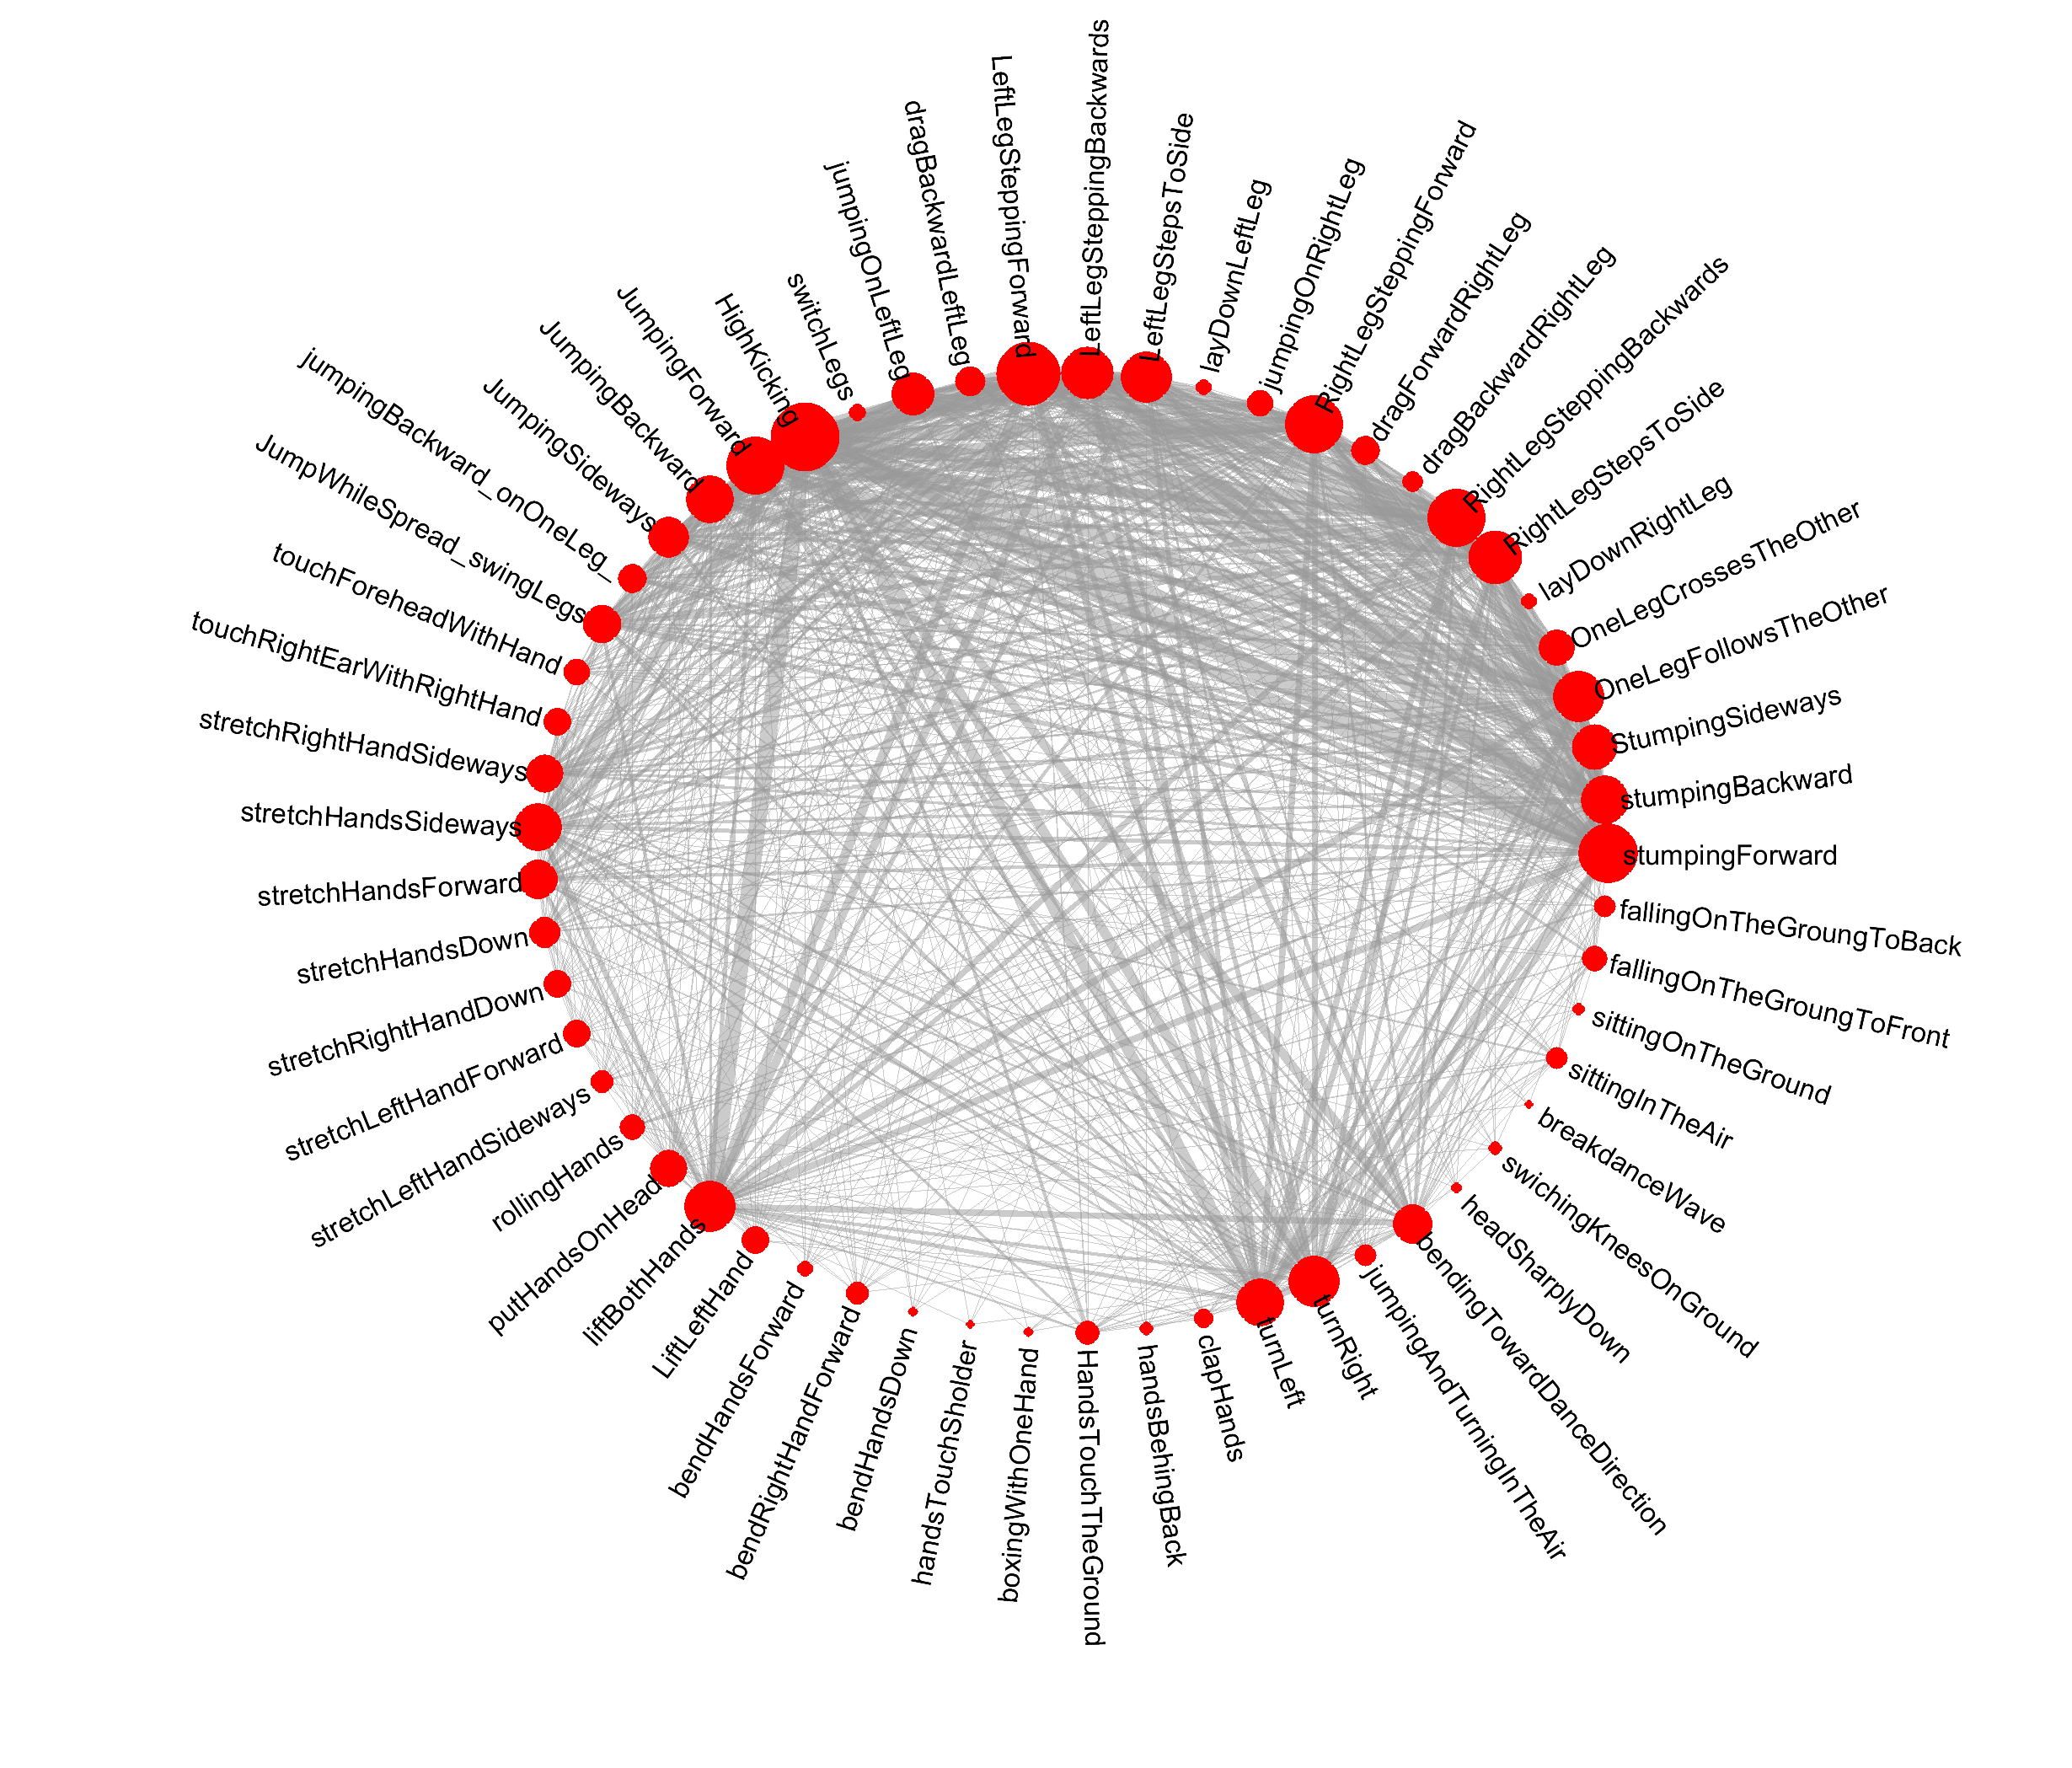 LeftLegSteppingForward
LeftLegSteppingBackwards
LeftLegStepsToSide
layDownLeftLeg
jumpingOnRightLeg
RightLegSteppingForward
dragForwardRightLeg
dragBackwardRightLeg
RightLegSteppingBackwards
RightLegStepsToSide
layDownRightLeg
OneLegCrossesTheOther
OneLegFollowsTheOther
StumpingSideways
stumpingBackward
stumpingForward
fallingOnTheGroungToBack
fallingOnTheGroungToFront
sittingOnTheGround
sittingInTheAir
breakdanceWave
swichingKneesOnGround
headSharplyDown
bendingTowardDanceDirection
jumpingAndTurningInTheAir
turnRight
turnLeft
clapHands
handsBehingBack
HandsTouchTheGround
boxingWithOneHand
handsTouchSholder
bendHandsDown
bendRightHandForward
bendHandsForward
LiftLeftHand
liftBothHands
putHandsOnHead
rollingHands
stretchLeftHandSideways
stretchLeftHandForward
stretchRightHandDown
stretchHandsDown
stretchHandsForward
stretchHandsSideways
stretchRightHandSideways
touchRightEarWithRightHand
touchForeheadWithHand
JumpWhileSpread_swingLegs
jumpingBackward_onOneLeg_
JumpingSideways
JumpingBackward
JumpingForward
HighKicking
switchLegs
jumpingOnLeftLeg
dragBackwardLeftLeg